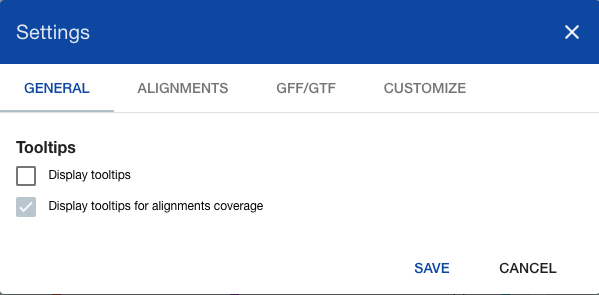 Settings
GENERAL ALIGNMENTS GFF/GTF CUSTOMIZE
Tooltips
Display tooltips
Display tooltips for alignments coverage
SAVE CANCEL